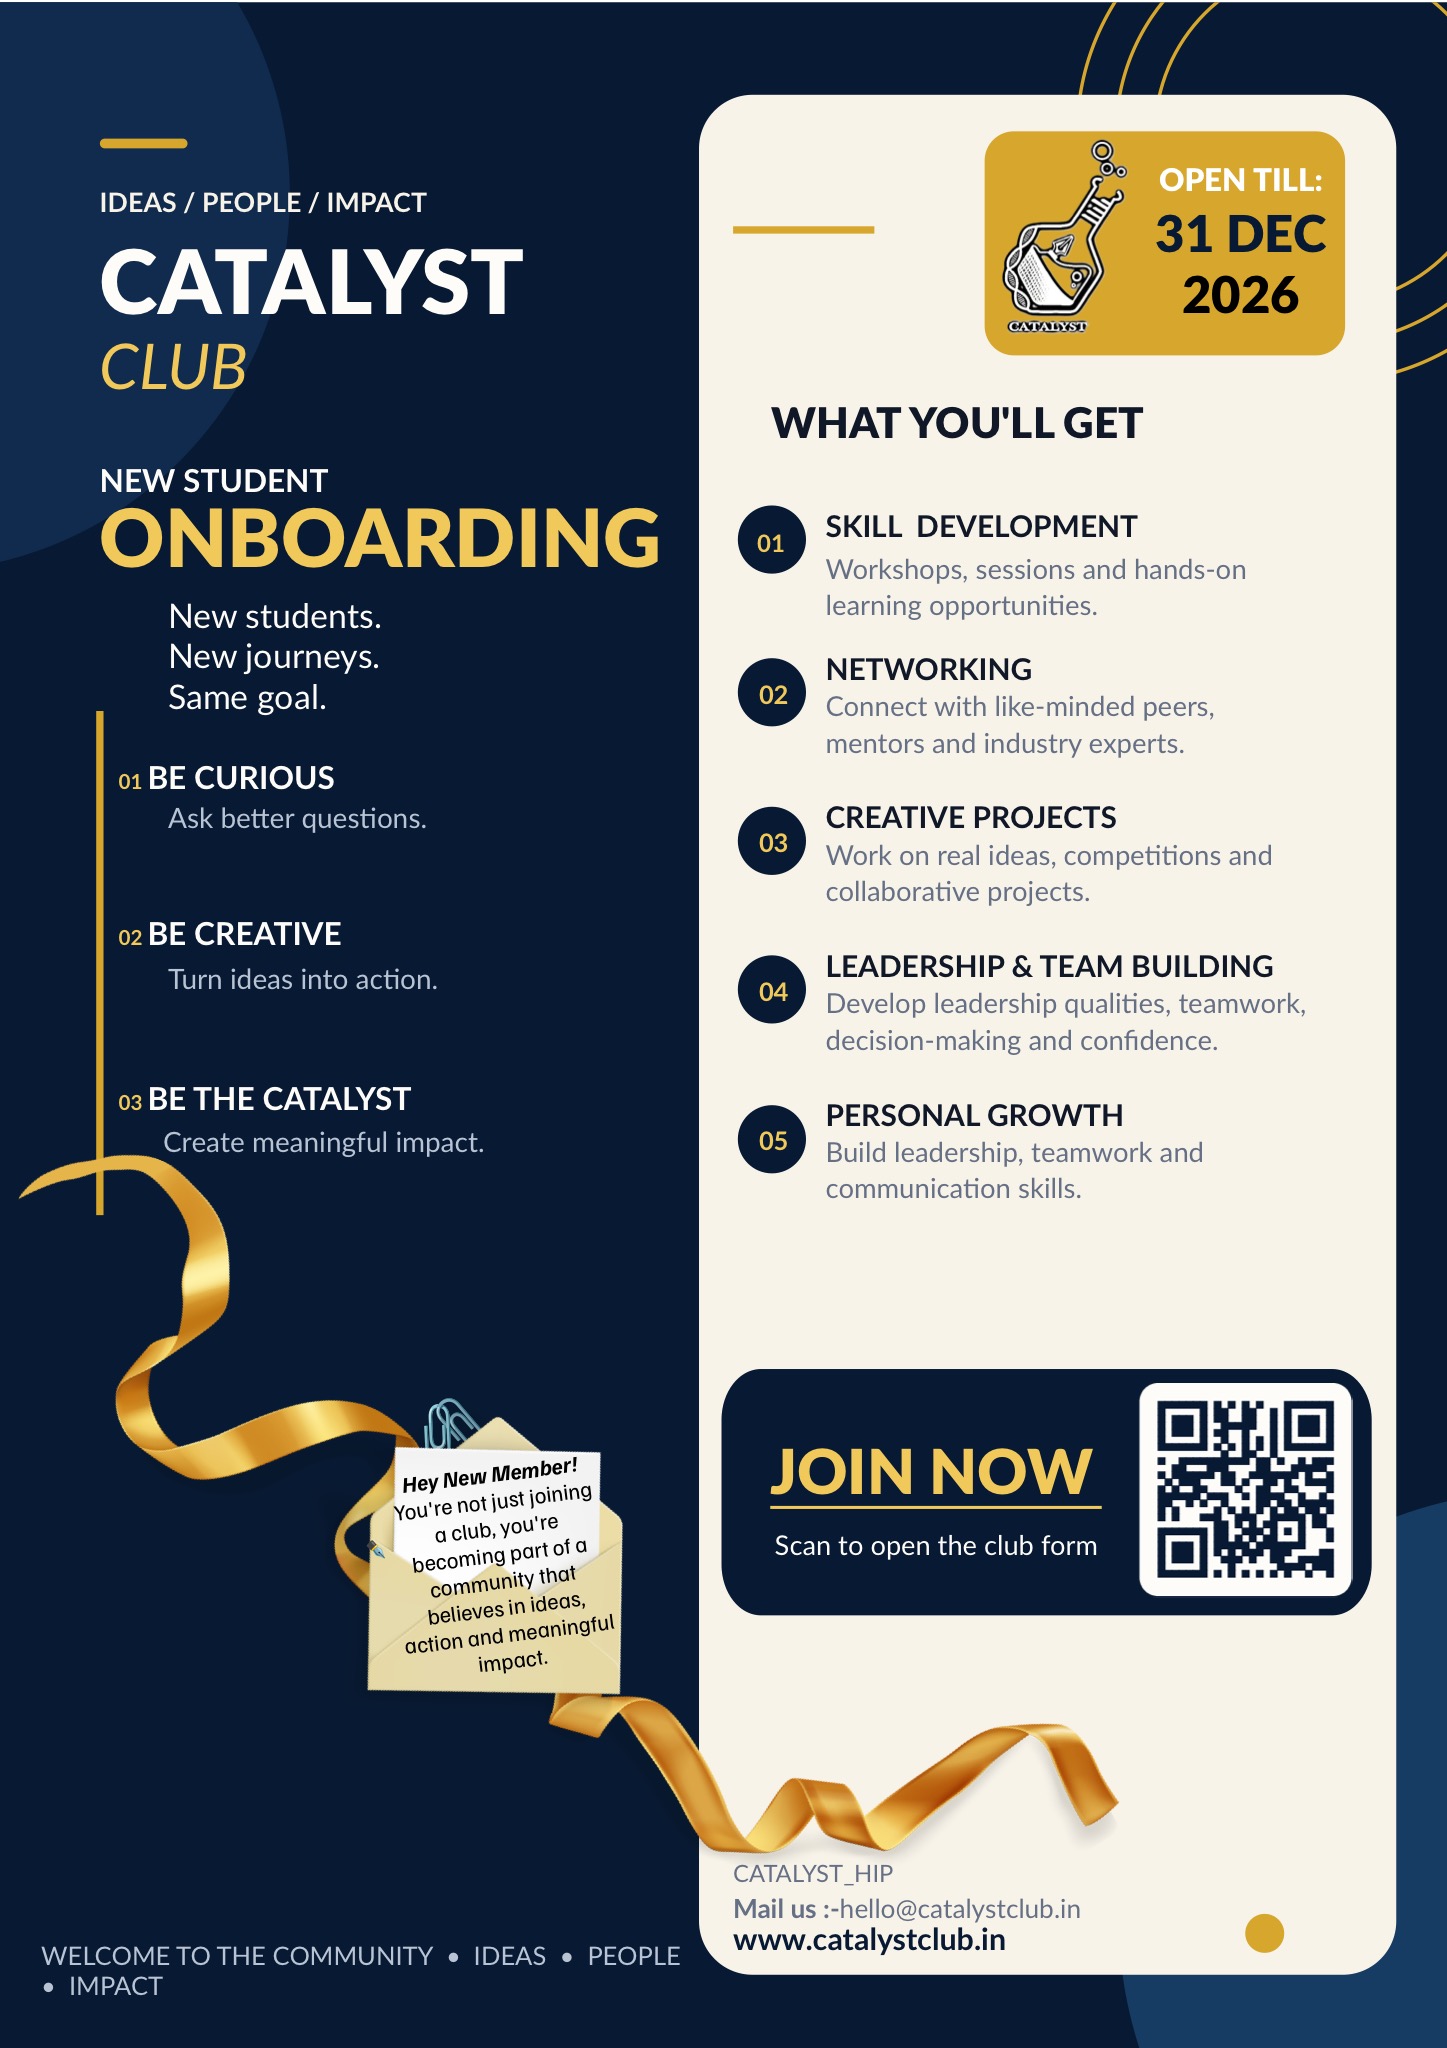 IDEAS / PEOPLE / IMPACT
CATALYST
CLUB
NEW STUDENT
ONBOARDING
New students.
New journeys.
Same goal.
01 BE CURIOUS
Ask better questions.
02 BE CREATIVE
Turn ideas into action.
03 BE THE CATALYST
Create meaningful impact.
Hey New Member!
You're not just joining
a club, you're
becoming part of a
community that
believes in ideas,
action and meaningful
impact.
WELCOME TO THE COMMUNITY • IDEAS • PEOPLE
• IMPACT
CATALYST
OPEN TILL:
31 DEC
2026
WHAT YOU'LL GET
01 SKILL  DEVELOPMENT
Workshops, sessions and hands-on
learning opportunities.
02 NETWORKING
Connect with like-minded peers,
mentors and industry experts.
03 CREATIVE PROJECTS
Work on real ideas, competitions and
collaborative projects.
04 LEADERSHIP & TEAM BUILDING
Develop leadership qualities, teamwork,
decision-making and confidence.
05 PERSONAL GROWTH
Build leadership, teamwork and
communication skills.
JOIN NOW
Scan to open the club form
CATALYST_HIP
Mail us :-hello@catalystclub.in
www.catalystclub.in